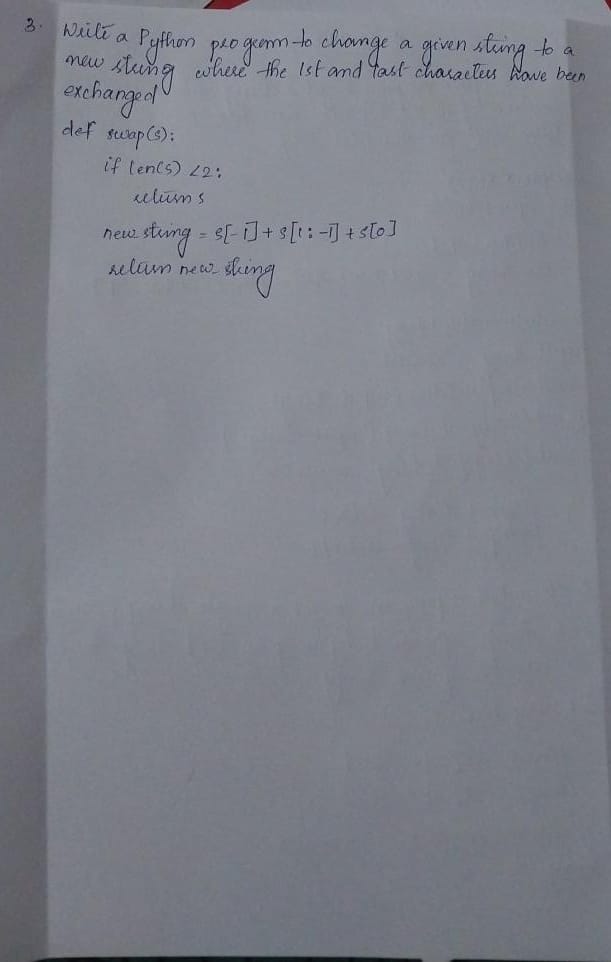 3. Write a Python program to change a given string to a
new string where the 1st and last characters have been
exchanged
def swap(s):
if len(s) <2:
return s
new string = s[-1] + s[1:-1] + s[0]
return new string